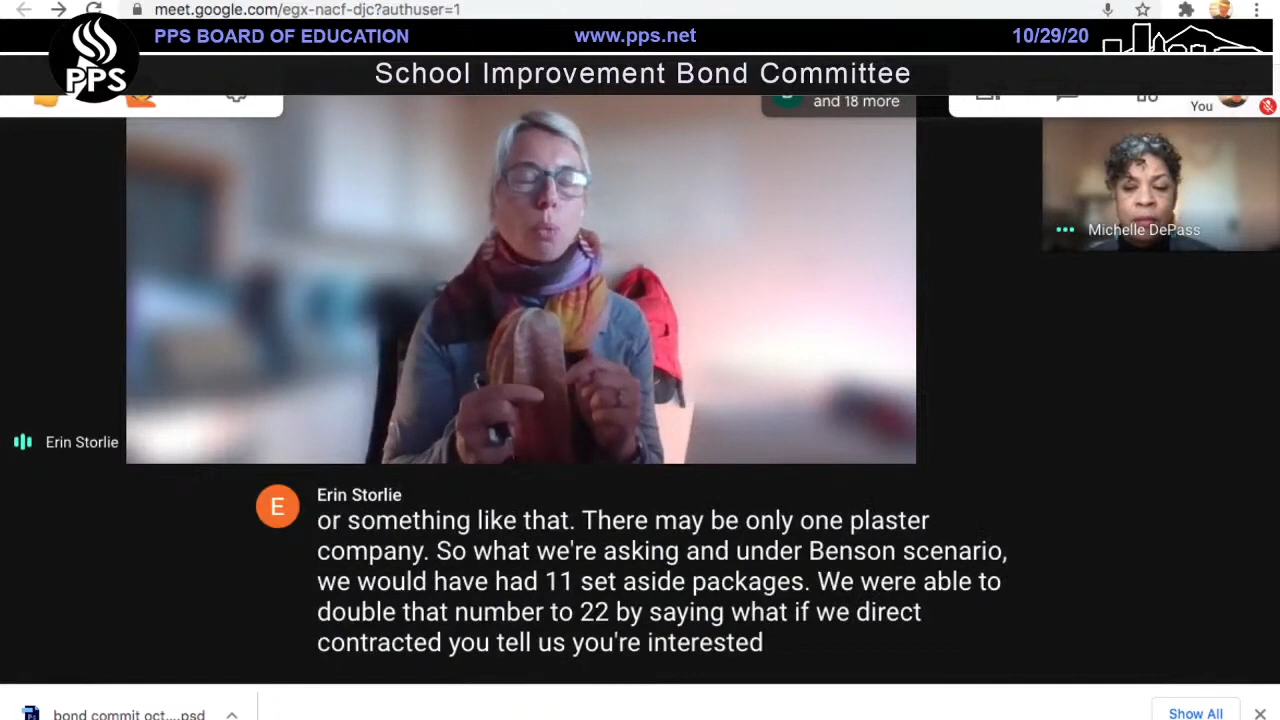 meet.google.com/egx-nacf-djc?authuser=1
PPS BOARD OF EDUCATION
www.pps.net
10/29/20
PPS
School Improvement Bond Committee
and 18 more
You
Michelle DePass
Erin Storlie
E
Erin Storlie
or something like that. There may be only one plaster
company. So what we're asking and under Benson scenario,
we would have had 11 set aside packages. We were able to
double that number to 22 by saying what if we direct
contracted you tell us you're interested
bond commit oct....psd
Show All